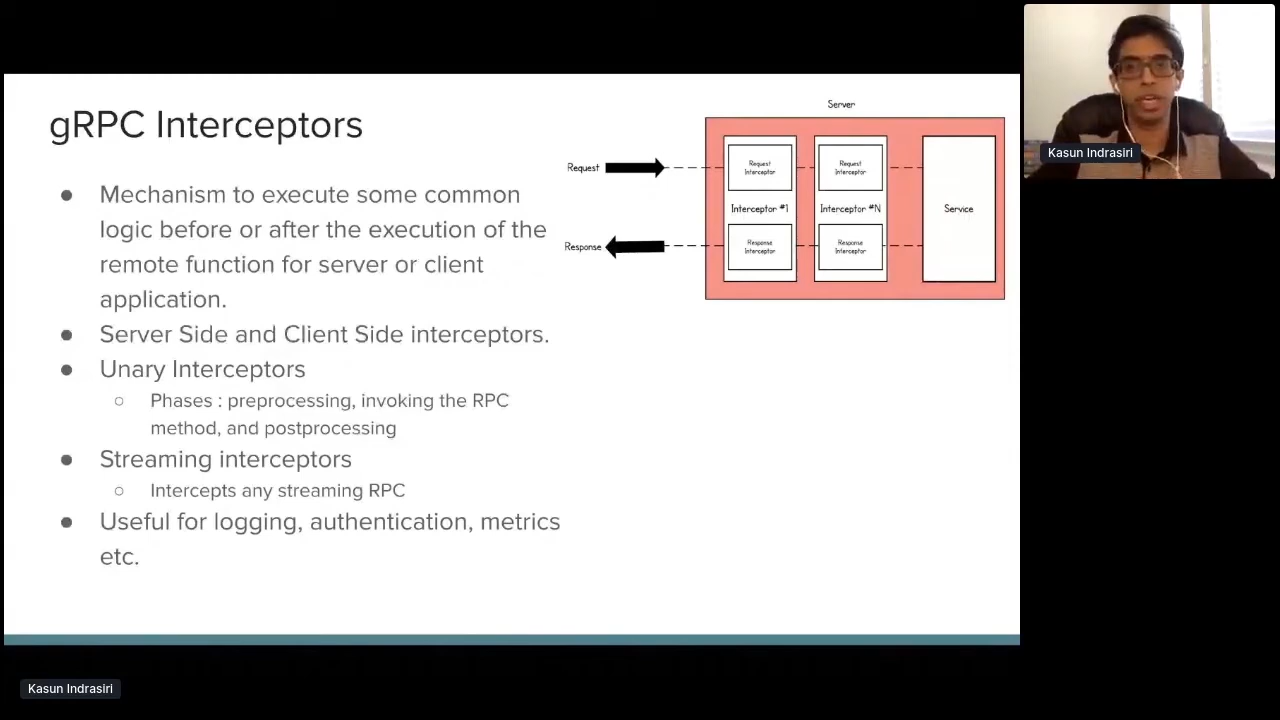 gRPC Interceptors
● Mechanism to execute some common
logic before or after the execution of the
remote function for server or client
application.
● Server Side and Client Side interceptors.
● Unary Interceptors
○ Phases : preprocessing, invoking the RPC
method, and postprocessing
● Streaming interceptors
○ Intercepts any streaming RPC
● Useful for logging, authentication, metrics
etc.
Server
Request
Request
Interceptor
Request
Interceptor
Interceptor #1
Interceptor #N
Service
Response
Response
Interceptor
Response
Interceptor
Kasun Indrasiri
Kasun Indrasiri